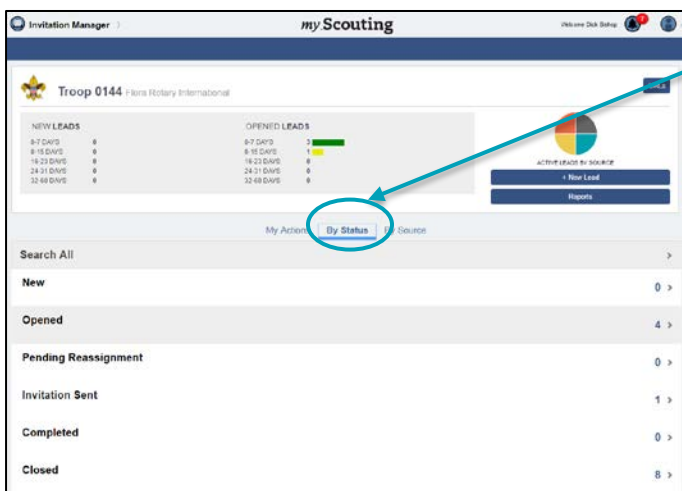 Invitation Manager
my.Scouting
Welcome Dick Bishop
Troop 0144 Flora Rotary International
NEW LEADS
0-7 DAYS 0
8-15 DAYS 0
16-23 DAYS 0
24-31 DAYS 0
32-60 DAYS 0
OPENED LEADS
0-7 DAYS 3
8-15 DAYS 1
16-23 DAYS 0
24-31 DAYS 0
32-60 DAYS 0
ACTIVE LEADS BY SOURCE
+ New Lead
Reports
My Actions By Status By Source
Search All
New 0
Opened 4
Pending Reassignment 0
Invitation Sent 1
Completed 0
Closed 8